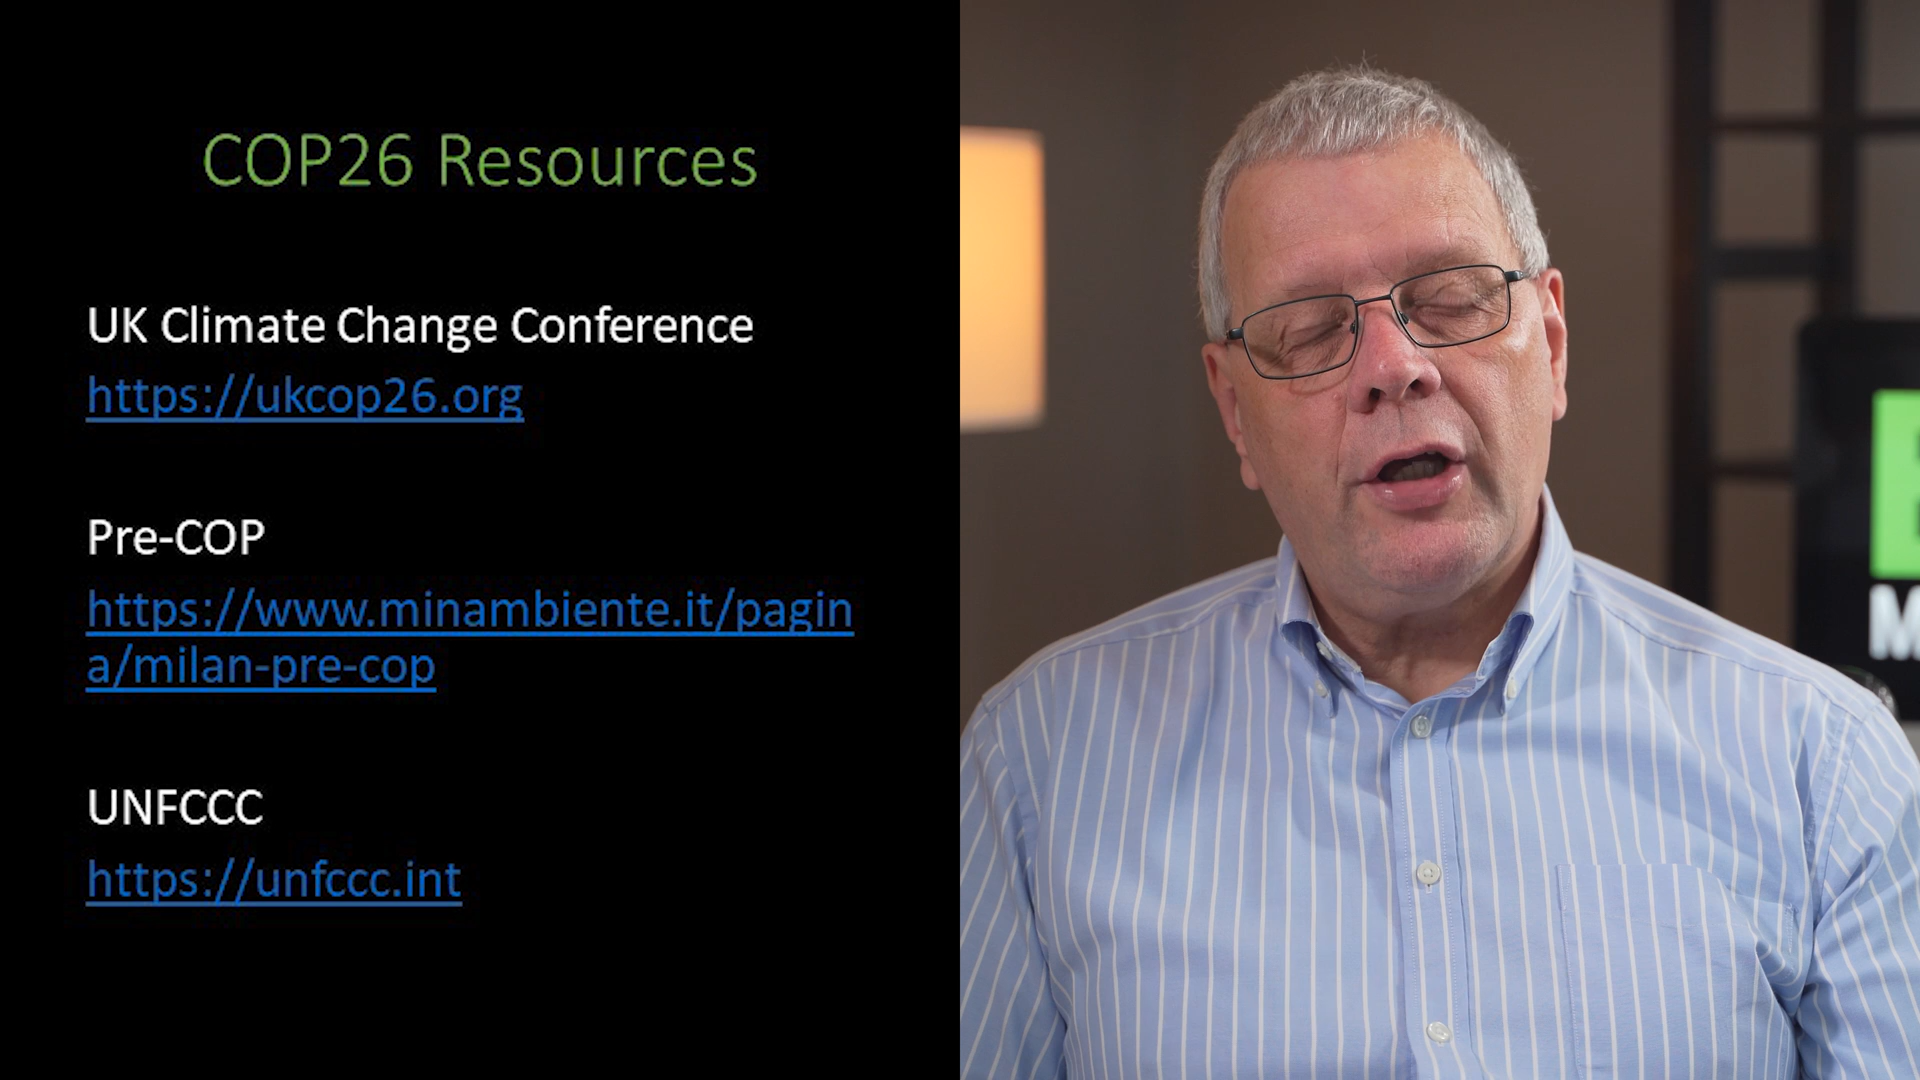 COP26 Resources
UK Climate Change Conference
https://ukcop26.org
Pre-COP
https://www.minambiente.it/pagin
a/milan-pre-cop
UNFCCC
https://unfccc.int